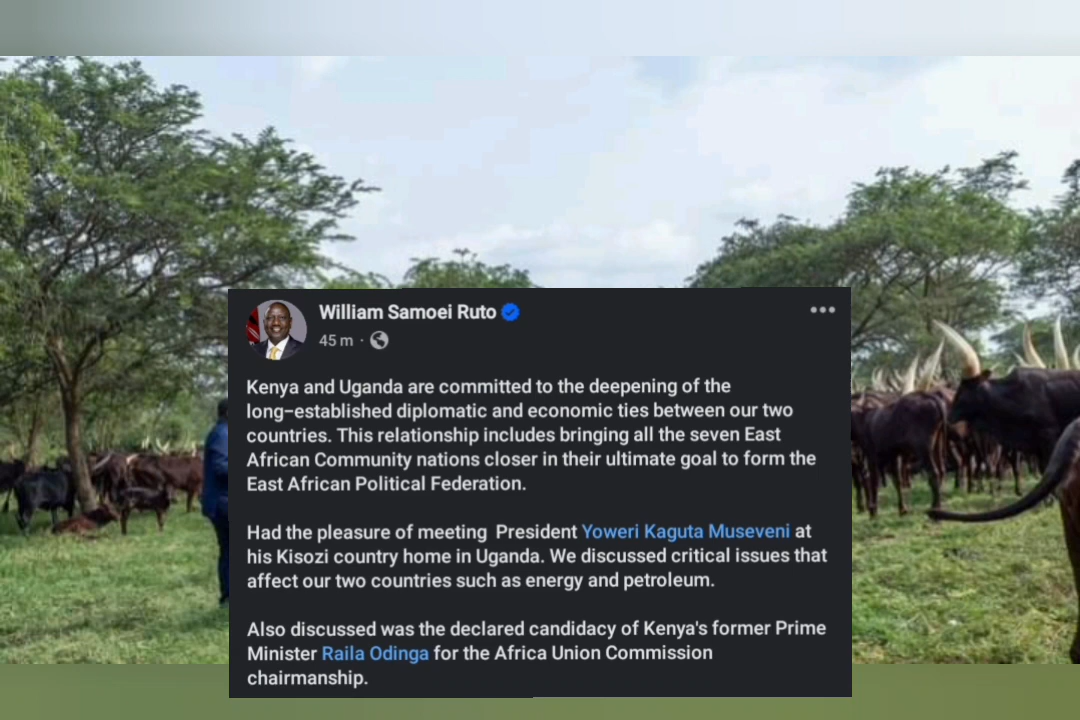 William Samoei Ruto
45 m ·
Kenya and Uganda are committed to the deepening of the
long-established diplomatic and economic ties between our two
countries. This relationship includes bringing all the seven East
African Community nations closer in their ultimate goal to form the
East African Political Federation.
Had the pleasure of meeting President Yoweri Kaguta Museveni at
his Kisozi country home in Uganda. We discussed critical issues that
affect our two countries such as energy and petroleum.
Also discussed was the declared candidacy of Kenya's former Prime
Minister Raila Odinga for the Africa Union Commission
chairmanship.